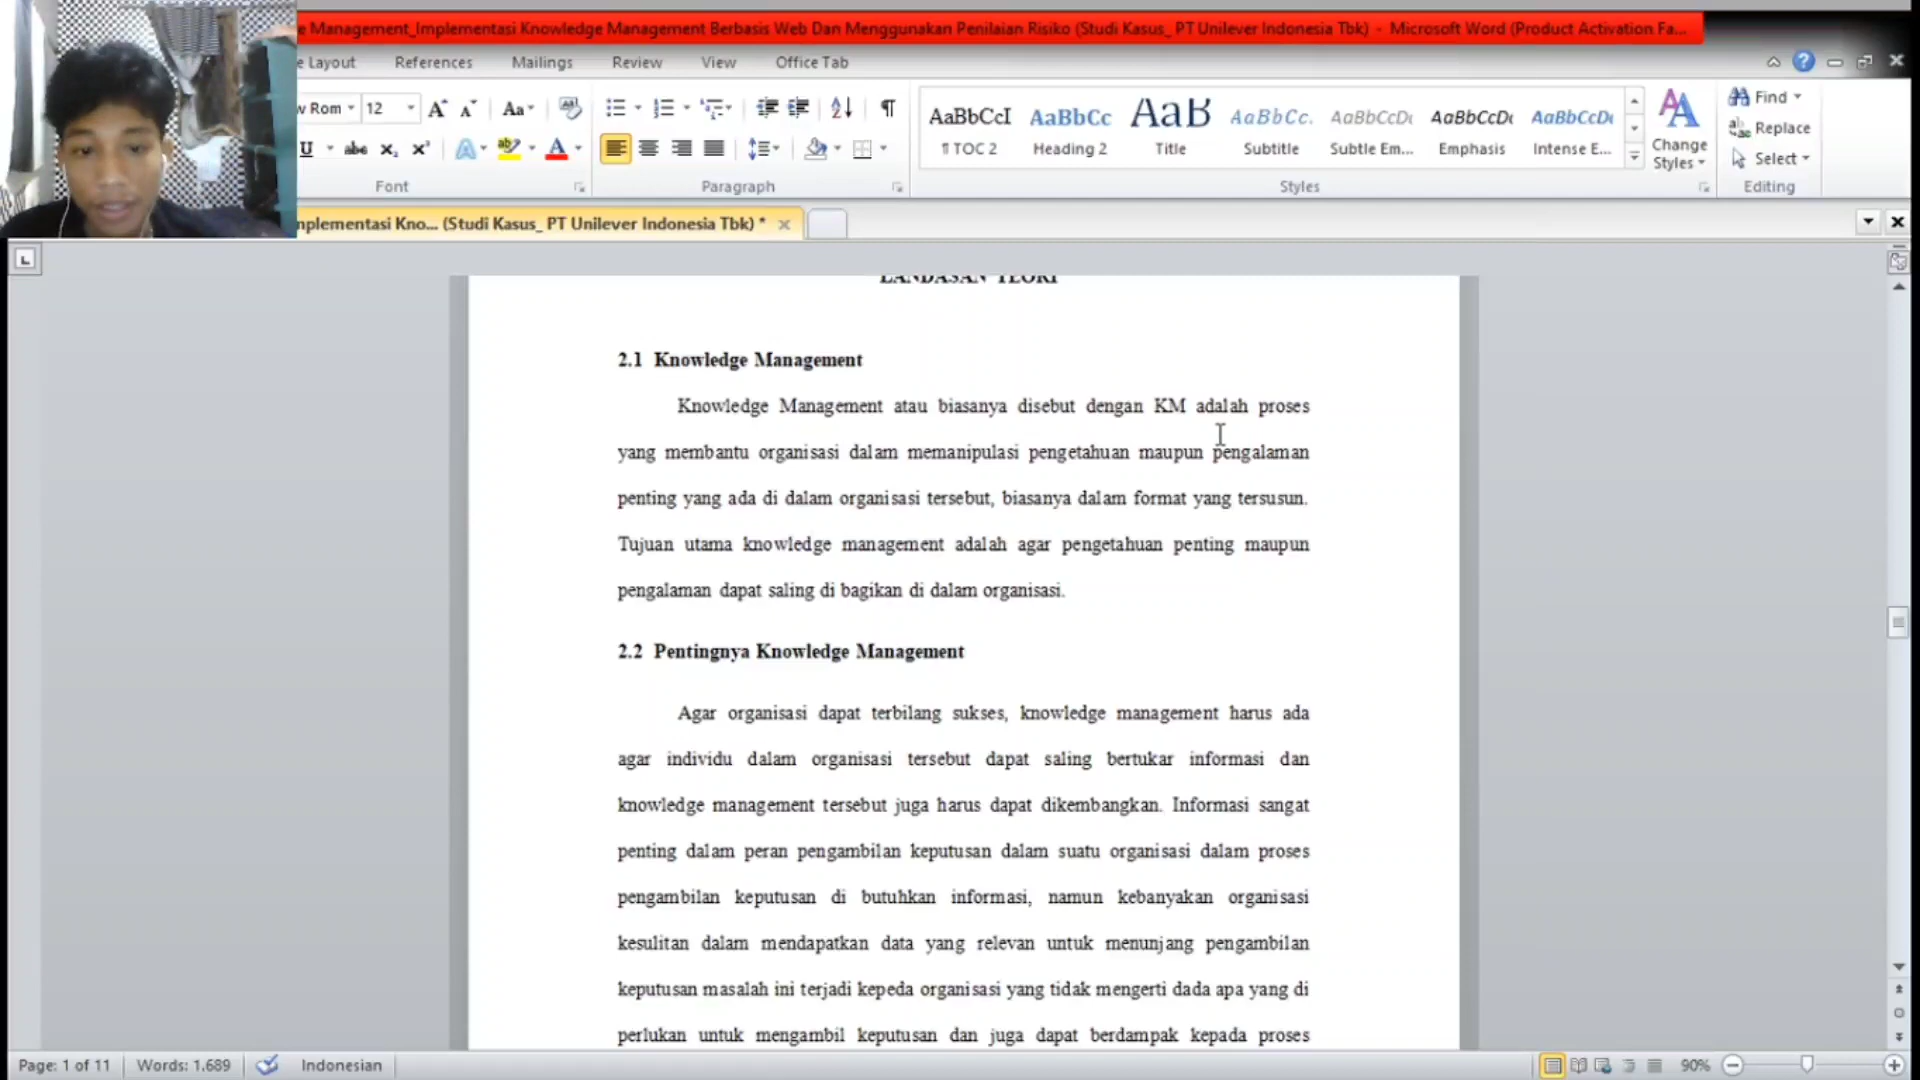 e Management_Implementasi Knowledge Management Berbasis Web Dan Menggunakan Penilaian Risiko (Studi Kasus_ PT Unilever Indonesia Tbk) - Microsoft Word (Product Activation Fa...
e Layout References Mailings Review View Office Tab
w Rom 12 Aa
U abc x₂ x²
Font Paragraph Styles Editing
AaBbCcI AaBbCc AaB AaBbCc. AaBbCcDı AaBbCcDı AaBbCcDı
¶ TOC 2 Heading 2 Title Subtitle Subtle Em... Emphasis Intense E...
Change Styles
Find
Replace
Select
mplementasi Kno... (Studi Kasus_ PT Unilever Indonesia Tbk) *
LANDASAN TEORI
2.1 Knowledge Management
Knowledge Management atau biasanya disebut dengan KM adalah proses
yang membantu organisasi dalam memanipulasi pengetahuan maupun pengalaman
penting yang ada di dalam organisasi tersebut, biasanya dalam format yang tersusun.
Tujuan utama knowledge management adalah agar pengetahuan penting maupun
pengalaman dapat saling di bagikan di dalam organisasi.
2.2 Pentingnya Knowledge Management
Agar organisasi dapat terbilang sukses, knowledge management harus ada
agar individu dalam organisasi tersebut dapat saling bertukar informasi dan
knowledge management tersebut juga harus dapat dikembangkan. Informasi sangat
penting dalam peran pengambilan keputusan dalam suatu organisasi dalam proses
pengambilan keputusan di butuhkan informasi, namun kebanyakan organisasi
kesulitan dalam mendapatkan data yang relevan untuk menunjang pengambilan
keputusan masalah ini terjadi kepeda organisasi yang tidak mengerti dada apa yang di
perlukan untuk mengambil keputusan dan juga dapat berdampak kepada proses
Page: 1 of 11 Words: 1.689 Indonesian 90%